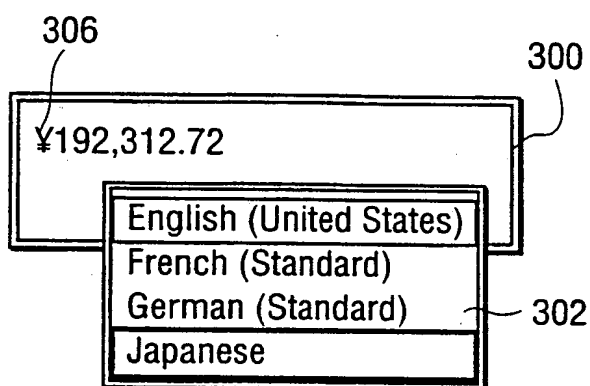 306
300
¥192,312.72
English (United States)
French (Standard)
German (Standard)
302
Japanese